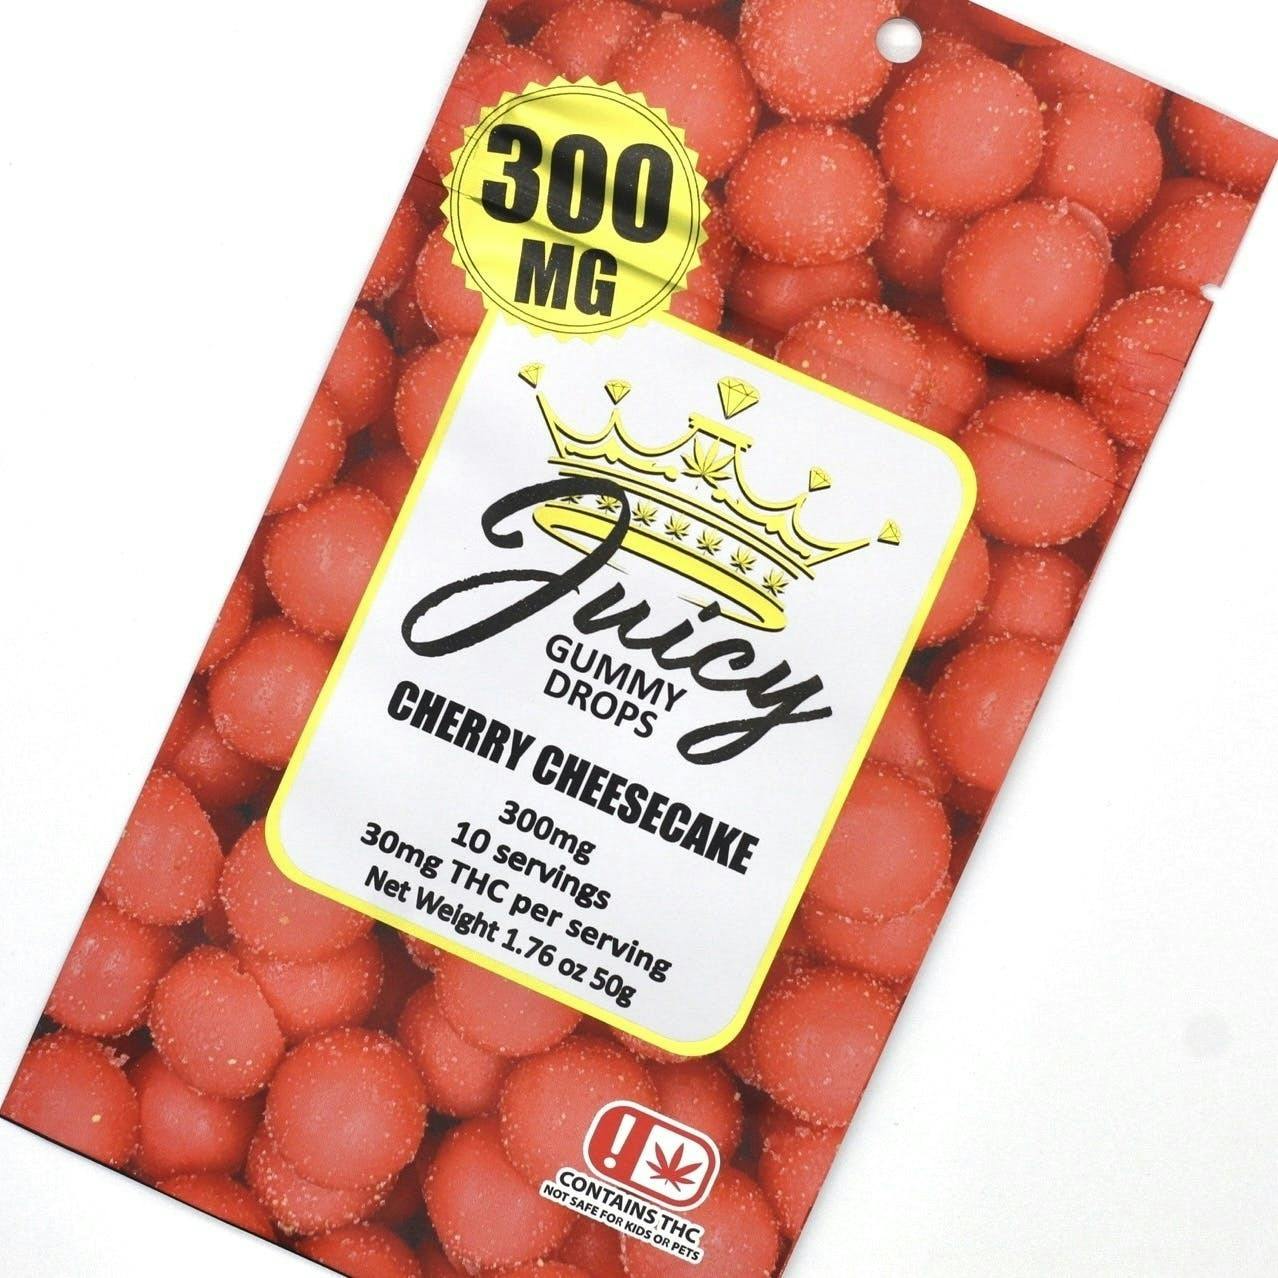 300
MG
Juicy
GUMMY
DROPS
CHERRY CHEESECAKE
300mg
10 servings
30mg THC per serving
Net Weight 1.76 oz 50g
!
CONTAINS THC
NOT SAFE FOR KIDS OR PETS